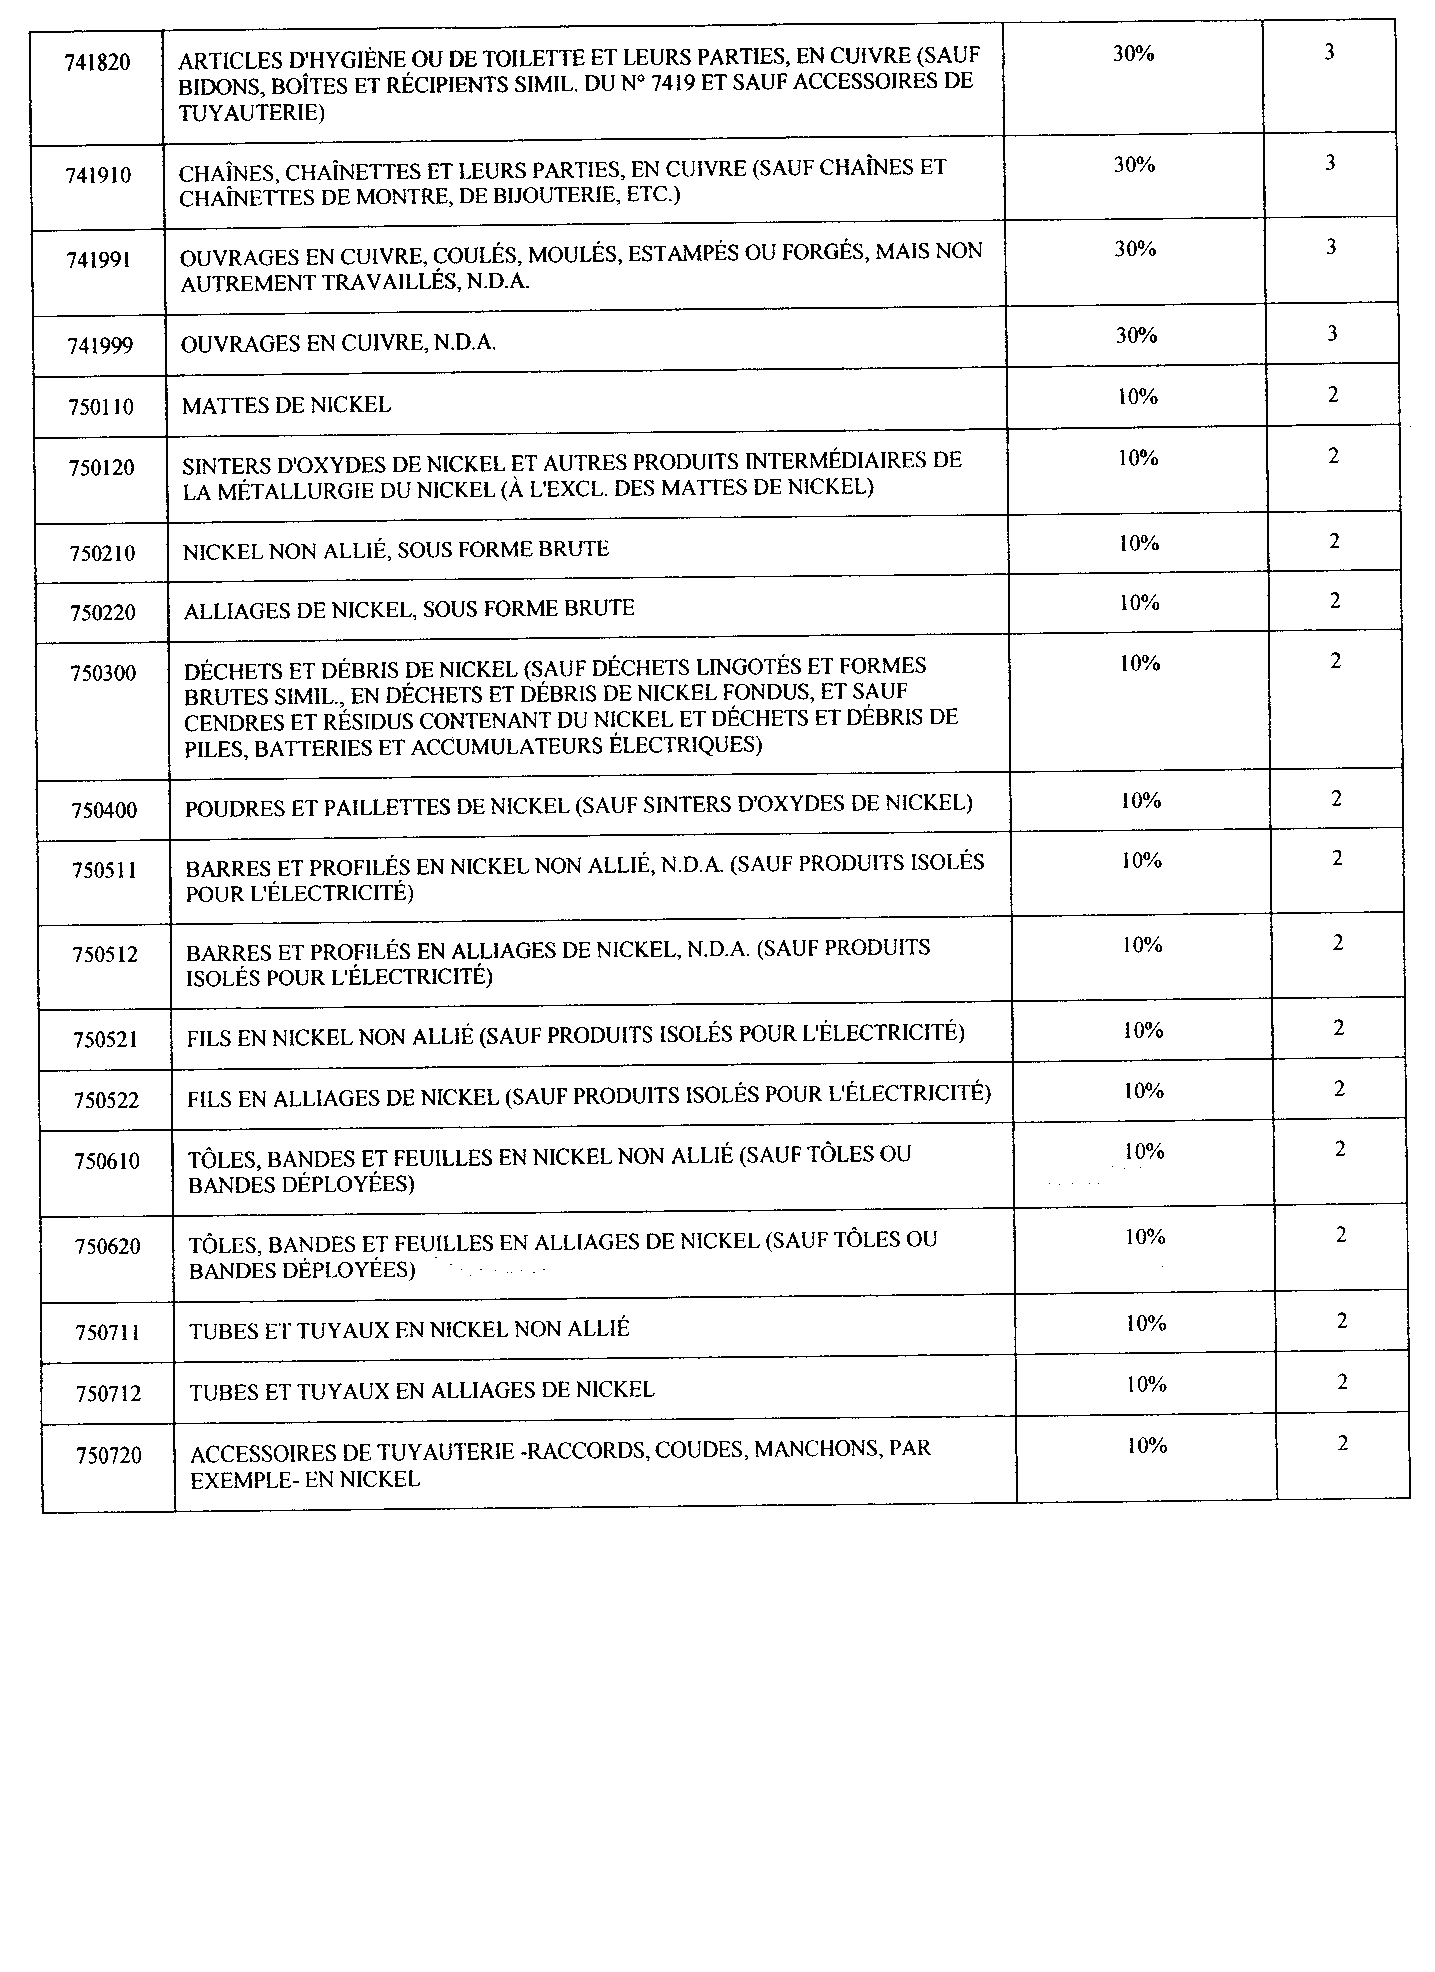 741820 ARTICLES D'HYGIÈNE OU DE TOILETTE ET LEURS PARTIES, EN CUIVRE (SAUF 30% 3
BIDONS, BOÎTES ET RÉCIPIENTS SIMIL. DU N° 7419 ET SAUF ACCESSOIRES DE
TUYAUTERIE)
741910 CHAÎNES, CHAÎNETTES ET LEURS PARTIES, EN CUIVRE (SAUF CHAÎNES ET 30% 3
CHAÎNETTES DE MONTRE, DE BIJOUTERIE, ETC.)
741991 OUVRAGES EN CUIVRE, COULÉS, MOULÉS, ESTAMPÉS OU FORGÉS, MAIS NON 30% 3
AUTREMENT TRAVAILLÉS, N.D.A.
741999 OUVRAGES EN CUIVRE, N.D.A. 30% 3
750110 MATTES DE NICKEL 10% 2
750120 SINTERS D'OXYDES DE NICKEL ET AUTRES PRODUITS INTERMÉDIAIRES DE 10% 2
LA MÉTALLURGIE DU NICKEL (À L'EXCL. DES MATTES DE NICKEL)
750210 NICKEL NON ALLIÉ, SOUS FORME BRUTE 10% 2
750220 ALLIAGES DE NICKEL, SOUS FORME BRUTE 10% 2
750300 DÉCHETS ET DÉBRIS DE NICKEL (SAUF DÉCHETS LINGOTÉS ET FORMES 10% 2
BRUTES SIMIL., EN DÉCHETS ET DÉBRIS DE NICKEL FONDUS, ET SAUF
CENDRES ET RÉSIDUS CONTENANT DU NICKEL ET DÉCHETS ET DÉBRIS DE
PILES, BATTERIES ET ACCUMULATEURS ÉLECTRIQUES)
750400 POUDRES ET PAILLETTES DE NICKEL (SAUF SINTERS D'OXYDES DE NICKEL) 10% 2
750511 BARRES ET PROFILÉS EN NICKEL NON ALLIÉ, N.D.A. (SAUF PRODUITS ISOLÉS 10% 2
POUR L'ÉLECTRICITÉ)
750512 BARRES ET PROFILÉS EN ALLIAGES DE NICKEL, N.D.A. (SAUF PRODUITS 10% 2
ISOLÉS POUR L'ÉLECTRICITÉ)
750521 FILS EN NICKEL NON ALLIÉ (SAUF PRODUITS ISOLÉS POUR L'ÉLECTRICITÉ) 10% 2
750522 FILS EN ALLIAGES DE NICKEL (SAUF PRODUITS ISOLÉS POUR L'ÉLECTRICITÉ) 10% 2
750610 TÔLES, BANDES ET FEUILLES EN NICKEL NON ALLIÉ (SAUF TÔLES OU 10% 2
BANDES DÉPLOYÉES)
750620 TÔLES, BANDES ET FEUILLES EN ALLIAGES DE NICKEL (SAUF TÔLES OU 10% 2
BANDES DÉPLOYÉES)
750711 TUBES ET TUYAUX EN NICKEL NON ALLIÉ 10% 2
750712 TUBES ET TUYAUX EN ALLIAGES DE NICKEL 10% 2
750720 ACCESSOIRES DE TUYAUTERIE -RACCORDS, COUDES, MANCHONS, PAR 10% 2
EXEMPLE- EN NICKEL